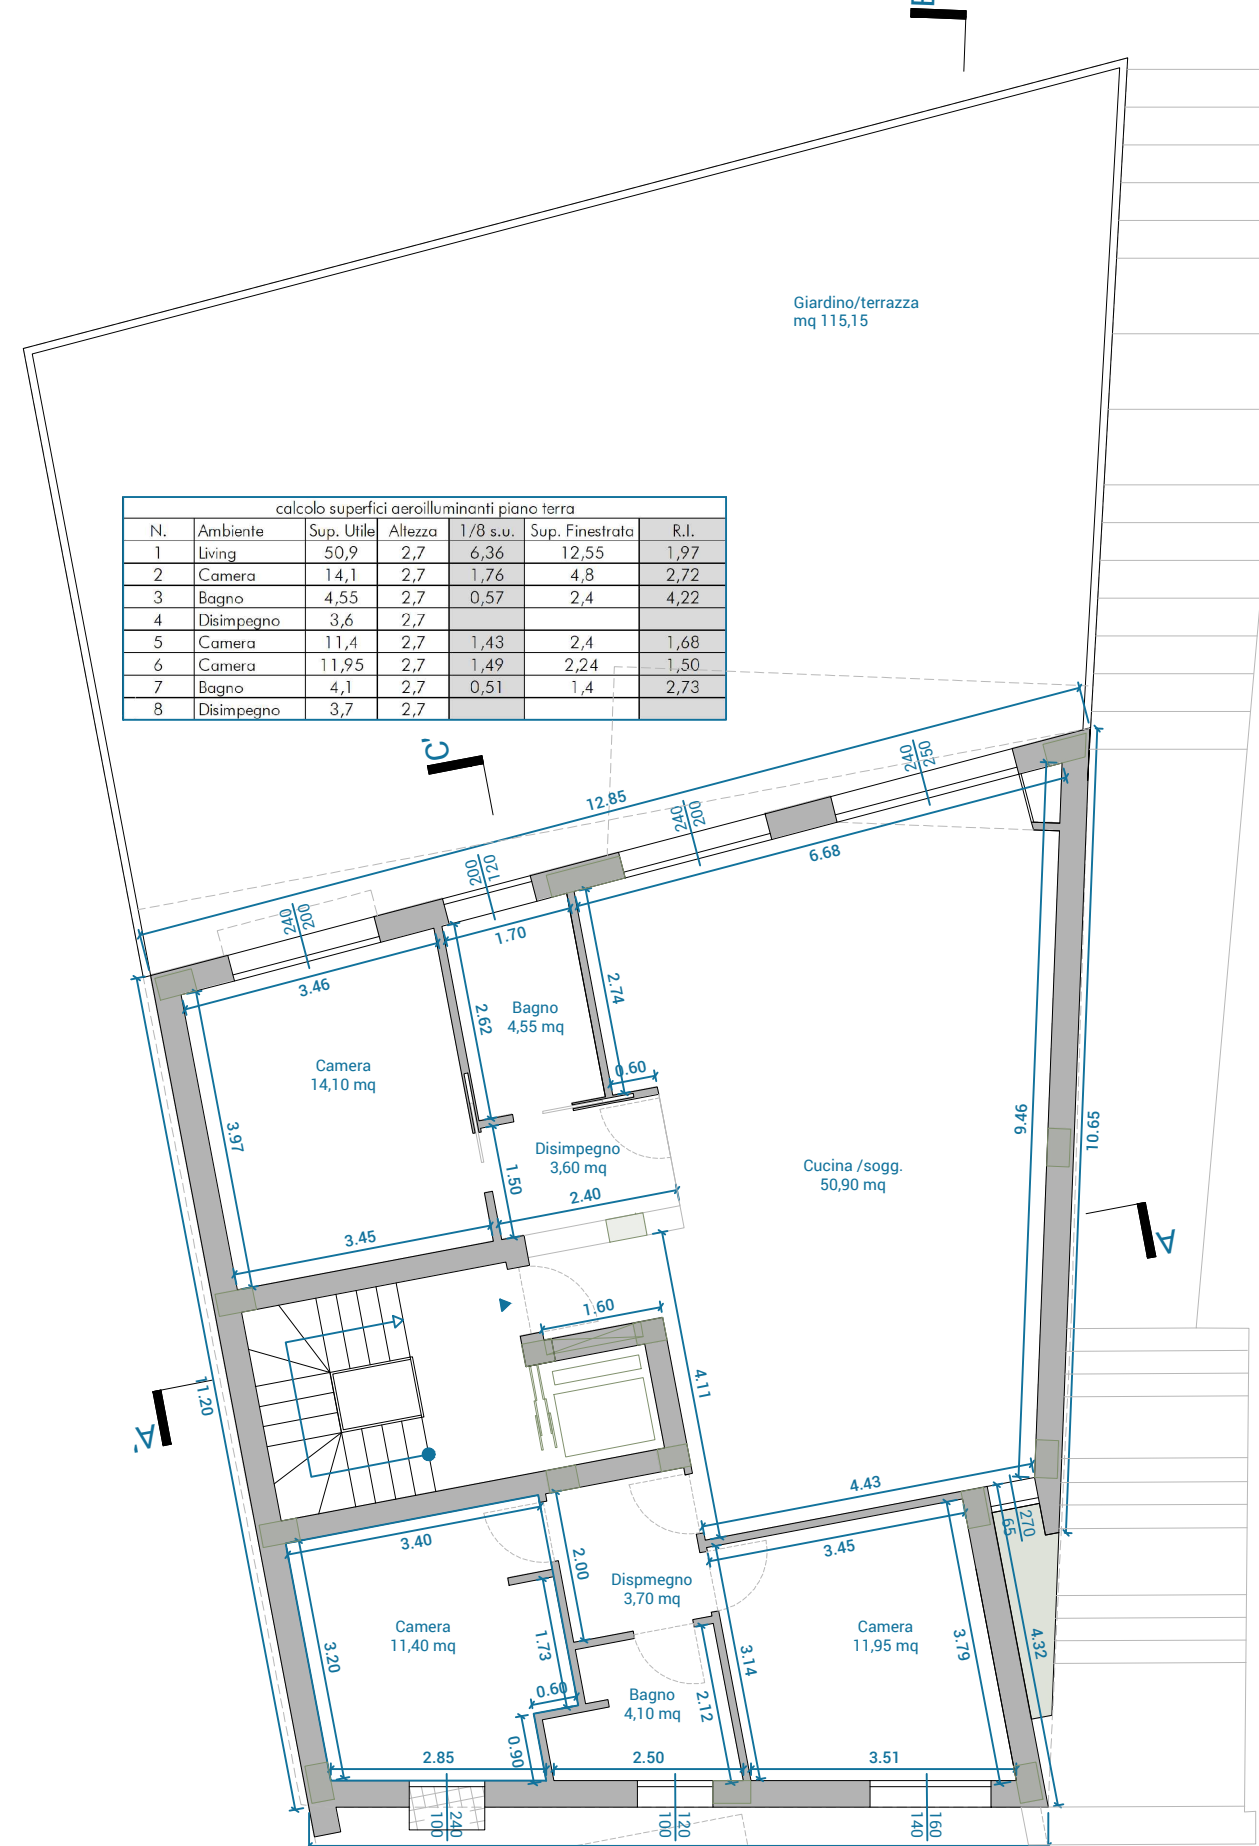 Giardino/terrazza
mq 115,15
calcolo superfici aeroilluminanti piano terra
N. Ambiente Sup. Utile Altezza 1/8 s.u. Sup. Finestrata R.I.
1 Living 50,9 2,7 6,36 12,55 1,97
2 Camera 14,1 2,7 1,76 4,8 2,72
3 Bagno 4,55 2,7 0,57 2,4 4,22
4 Disimpegno 3,6 2,7
5 Camera 11,4 2,7 1,43 2,4 1,68
6 Camera 11,95 2,7 1,49 2,24 1,50
7 Bagno 4,1 2,7 0,51 1,4 2,73
8 Disimpegno 3,7 2,7
C'
240
250
12.85
240
200
6.68
200
120
240
200
1.70
3.46
2.74
2.62
Bagno
4,55 mq
Camera
14,10 mq
0.60
3.97
9.46
10.65
Disimpegno
3,60 mq
1.50
2.40
Cucina /sogg.
50,90 mq
3.45
A
1.60
4.11
11.20
A'
4.43
270
65
3.40
3.45
2.00
Dispmegno
3,70 mq
Camera
11,40 mq
Camera
11,95 mq
3.20
1.73
3.14
3.79
4.32
0.60
Bagno
4,10 mq
2.12
0.90
2.85
2.50
3.51
240
100
120
100
160
140